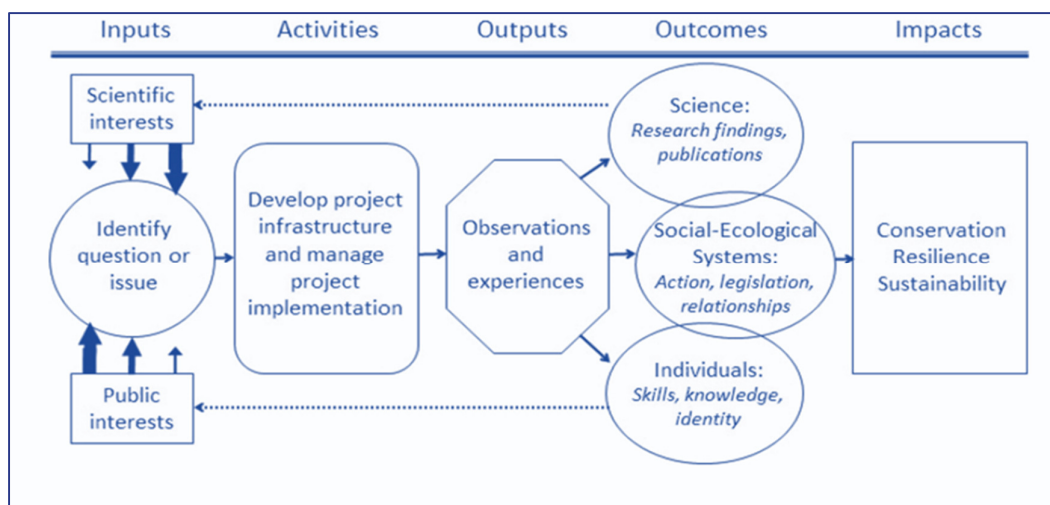 Inputs
Activities
Outputs
Outcomes
Impacts
Scientific
interests
Identify
question or
issue
Public
interests
Develop project
infrastructure
and manage
project
implementation
Observations
and
experiences
Science:
Research findings,
publications
Social-Ecological
Systems:
Action, legislation,
relationships
Individuals:
Skills, knowledge,
identity
Conservation
Resilience
Sustainability